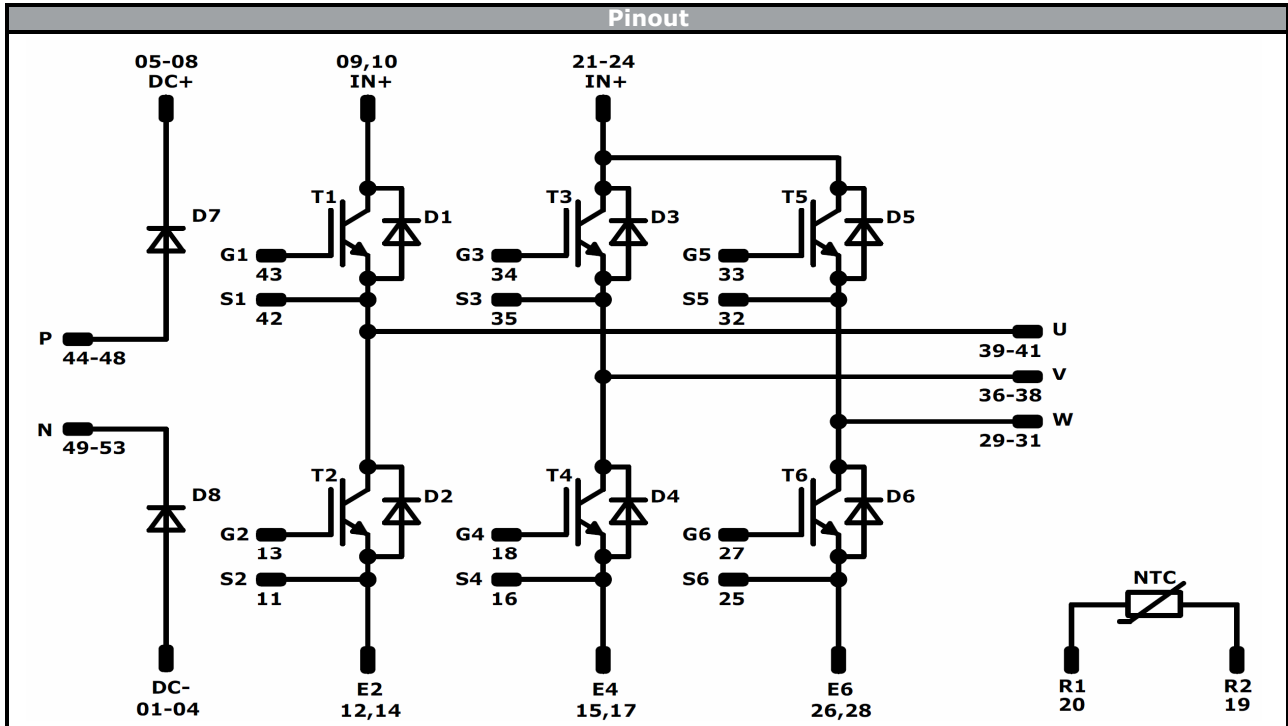 Pinout
05-08
DC+
09,10
IN+
21-24
IN+
D7
T1
D1
T3
D3
T5
D5
G1
43
G3
34
G5
33
S1
42
S3
35
S5
32
P
44-48
U
39-41
V
36-38
W
29-31
N
49-53
D8
T2
D2
T4
D4
T6
D6
G2
13
G4
18
G6
27
S2
11
S4
16
S6
25
NTC
DC-
01-04
E2
12,14
E4
15,17
E6
26,28
R1
20
R2
19